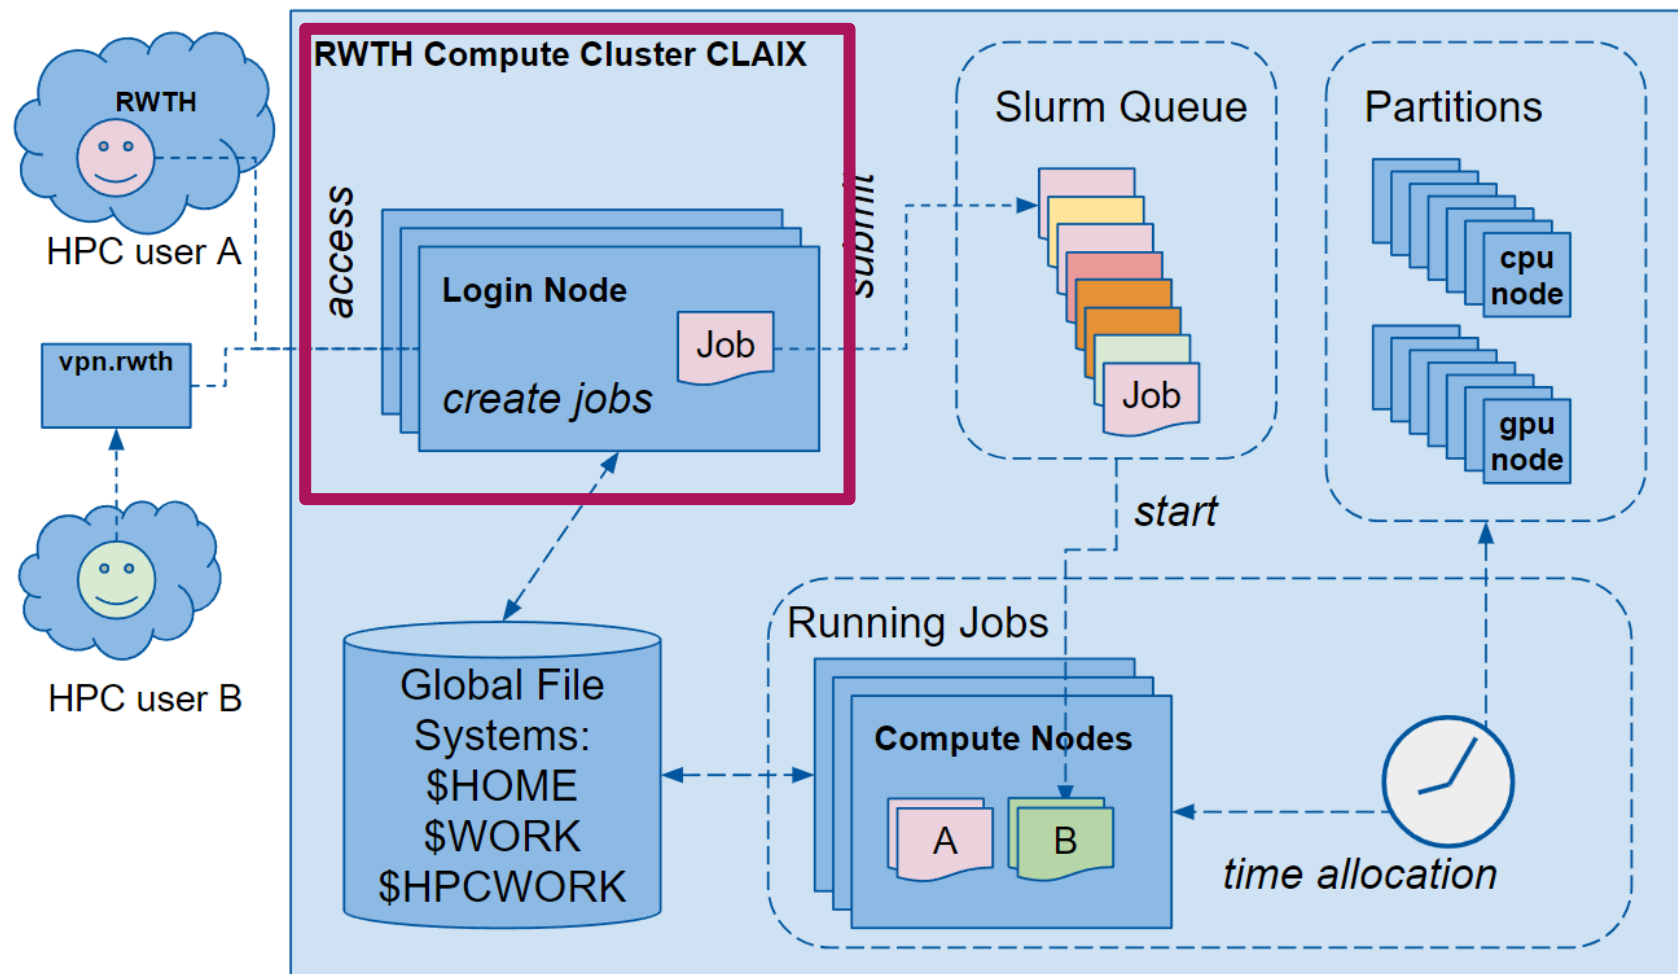 RWTH Compute Cluster CLAIX
RWTH
HPC user A
vpn.rwth
HPC user B
access
Login Node
Job
create jobs
submit
Slurm Queue
Job
start
Partitions
cpu
node
gpu
node
Global File
Systems:
$HOME
$WORK
$HPCWORK
Running Jobs
Compute Nodes
A
B
time allocation